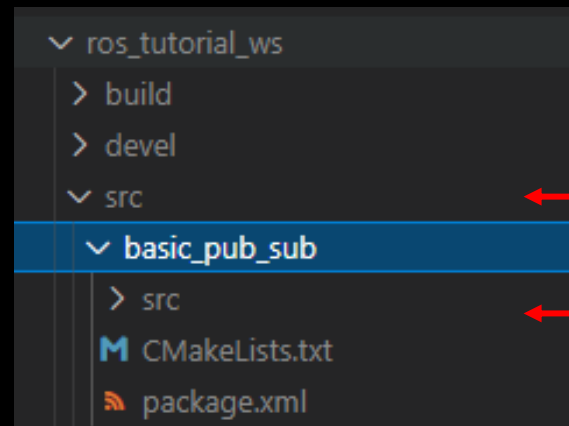 ros_tutorial_ws
build
devel
src
basic_pub_sub
src
CMakeLists.txt
package.xml